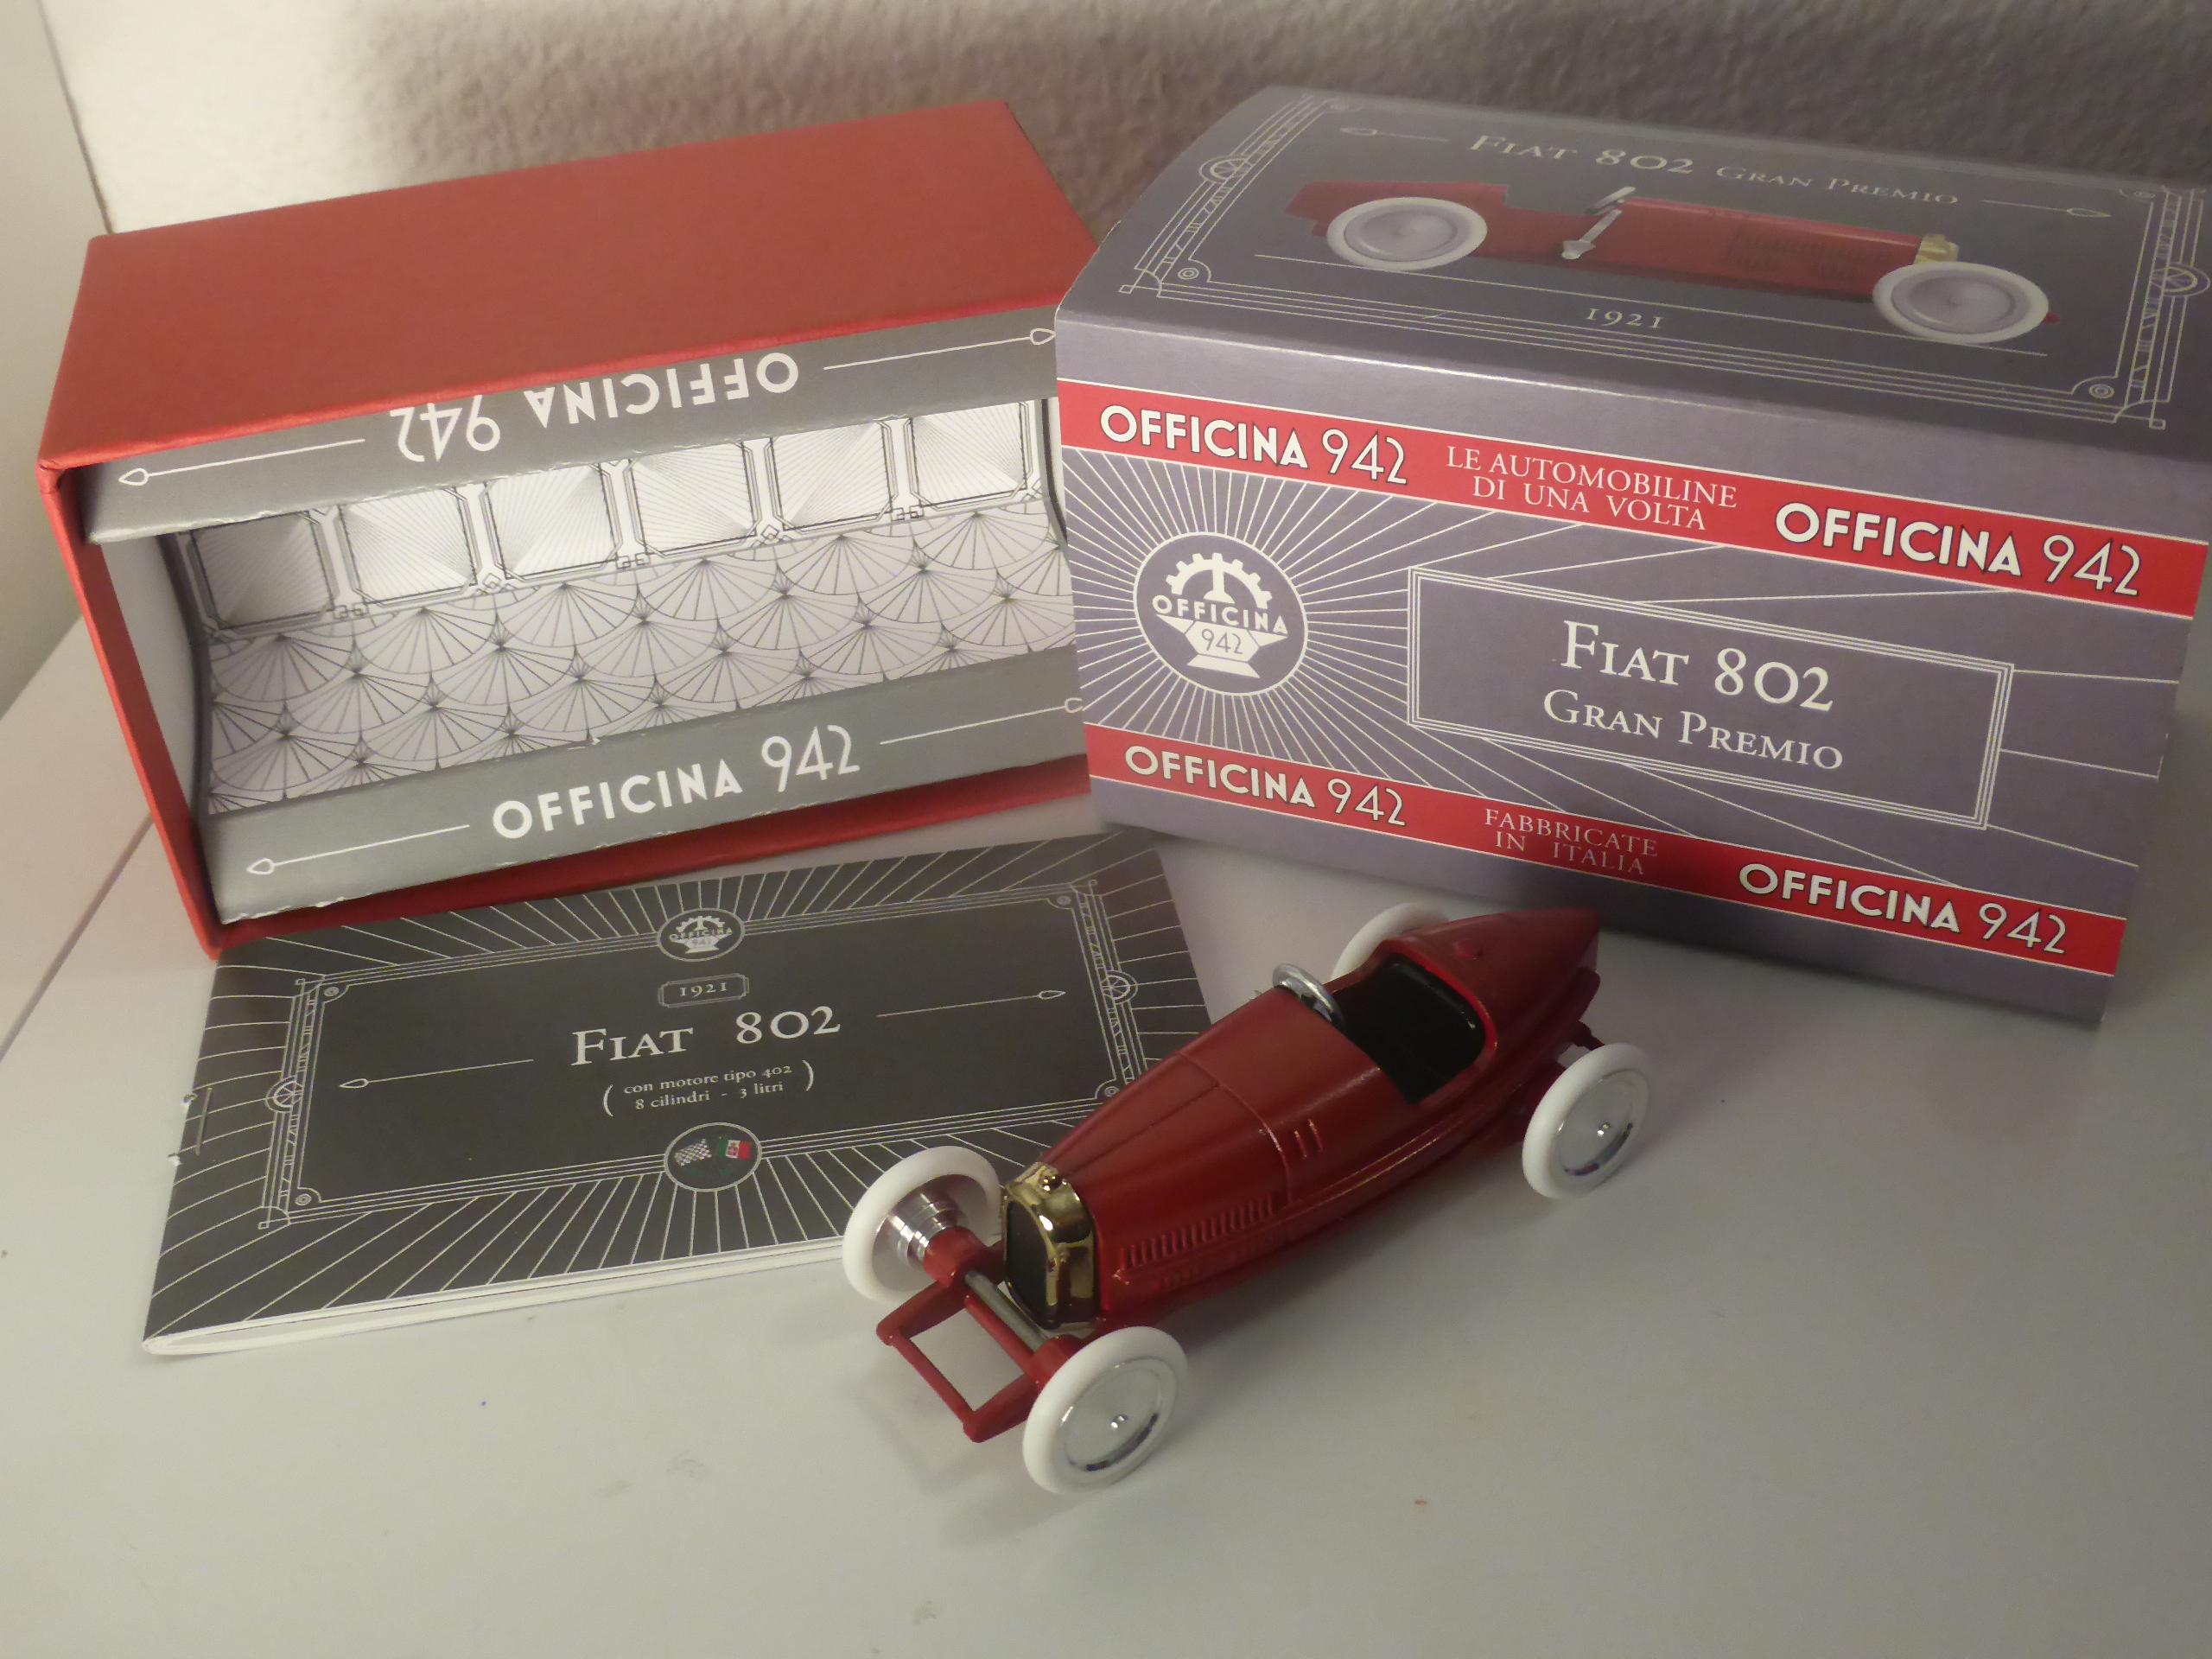 OFFICINA 942
OFFICINA 942
FIAT 802 GRAN PREMIO
1921
OFFICINA 942
LE AUTOMOBILINE
DI UNA VOLTA
OFFICINA 942
OFFICINA
942
FIAT 802
GRAN PREMIO
OFFICINA 942
FABBRICATE
IN ITALIA
OFFICINA 942
OFFICINA
942
1921
FIAT 802
( con motore tipo 402
8 cilindri - 3 litri )